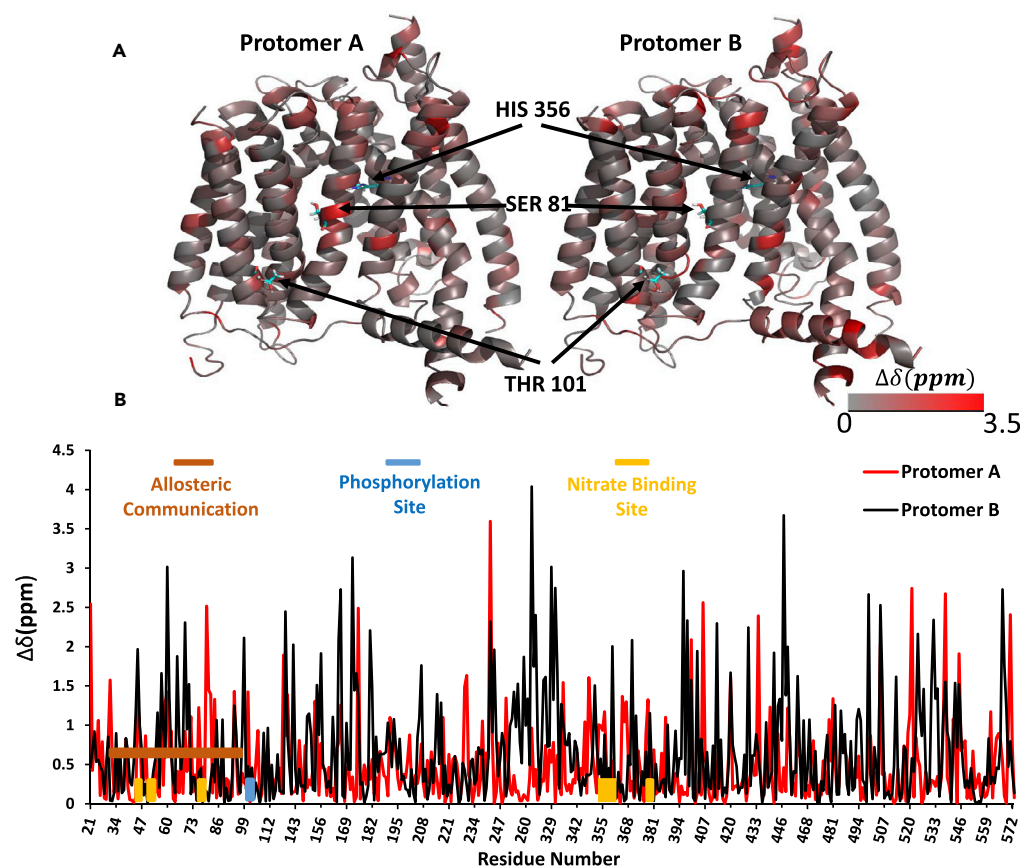 A
Protomer A
Protomer B
HIS 356
SER 81
THR 101
Δδ(ppm)
0
3.5
B
4.5
4
3.5
3
2.5
2
1.5
1
0.5
0
Δδ(ppm)
Allosteric
Communication
Phosphorylation
Site
Nitrate Binding
Site
Protomer A
Protomer B
21
34
47
60
73
86
99
112
143
156
169
182
195
208
221
234
247
260
329
342
355
368
381
394
407
420
433
446
455
468
481
494
507
520
533
546
559
572
Residue Number